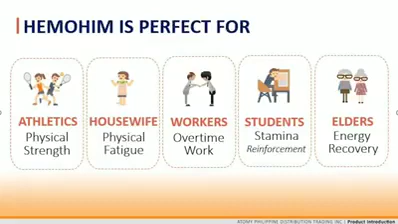 HEMOHIM IS PERFECT FOR
ATHLETICS
Physical
Strength
HOUSEWIFE
Physical
Fatigue
WORKERS
Overtime
Work
STUDENTS
Stamina
Reinforcement
ELDERS
Energy
Recovery
ATOMY PHILIPPINE DISTRIBUTION TRADING INC | Product Introduction